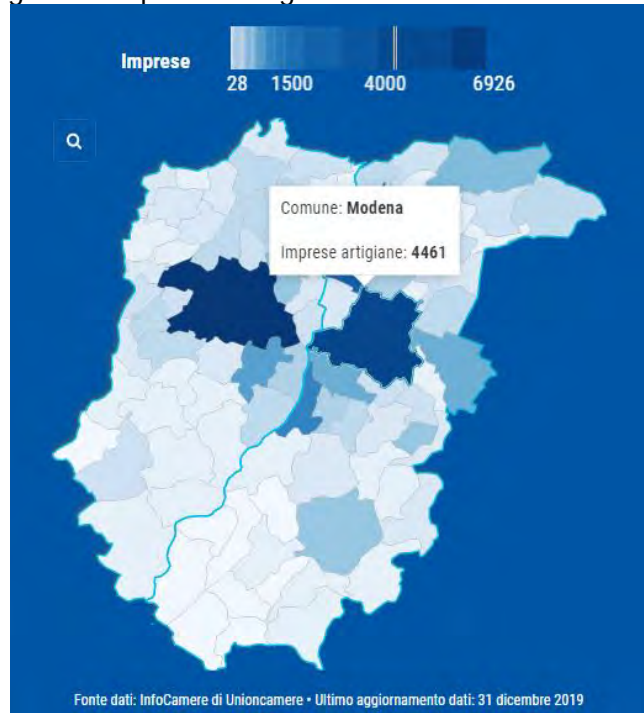 Imprese
28 1500 4000 6926
Comune: Modena
Imprese artigiane: 4461
Fonte dati: InfoCamere di Unioncamere • Ultimo aggiornamento dati: 31 dicembre 2019